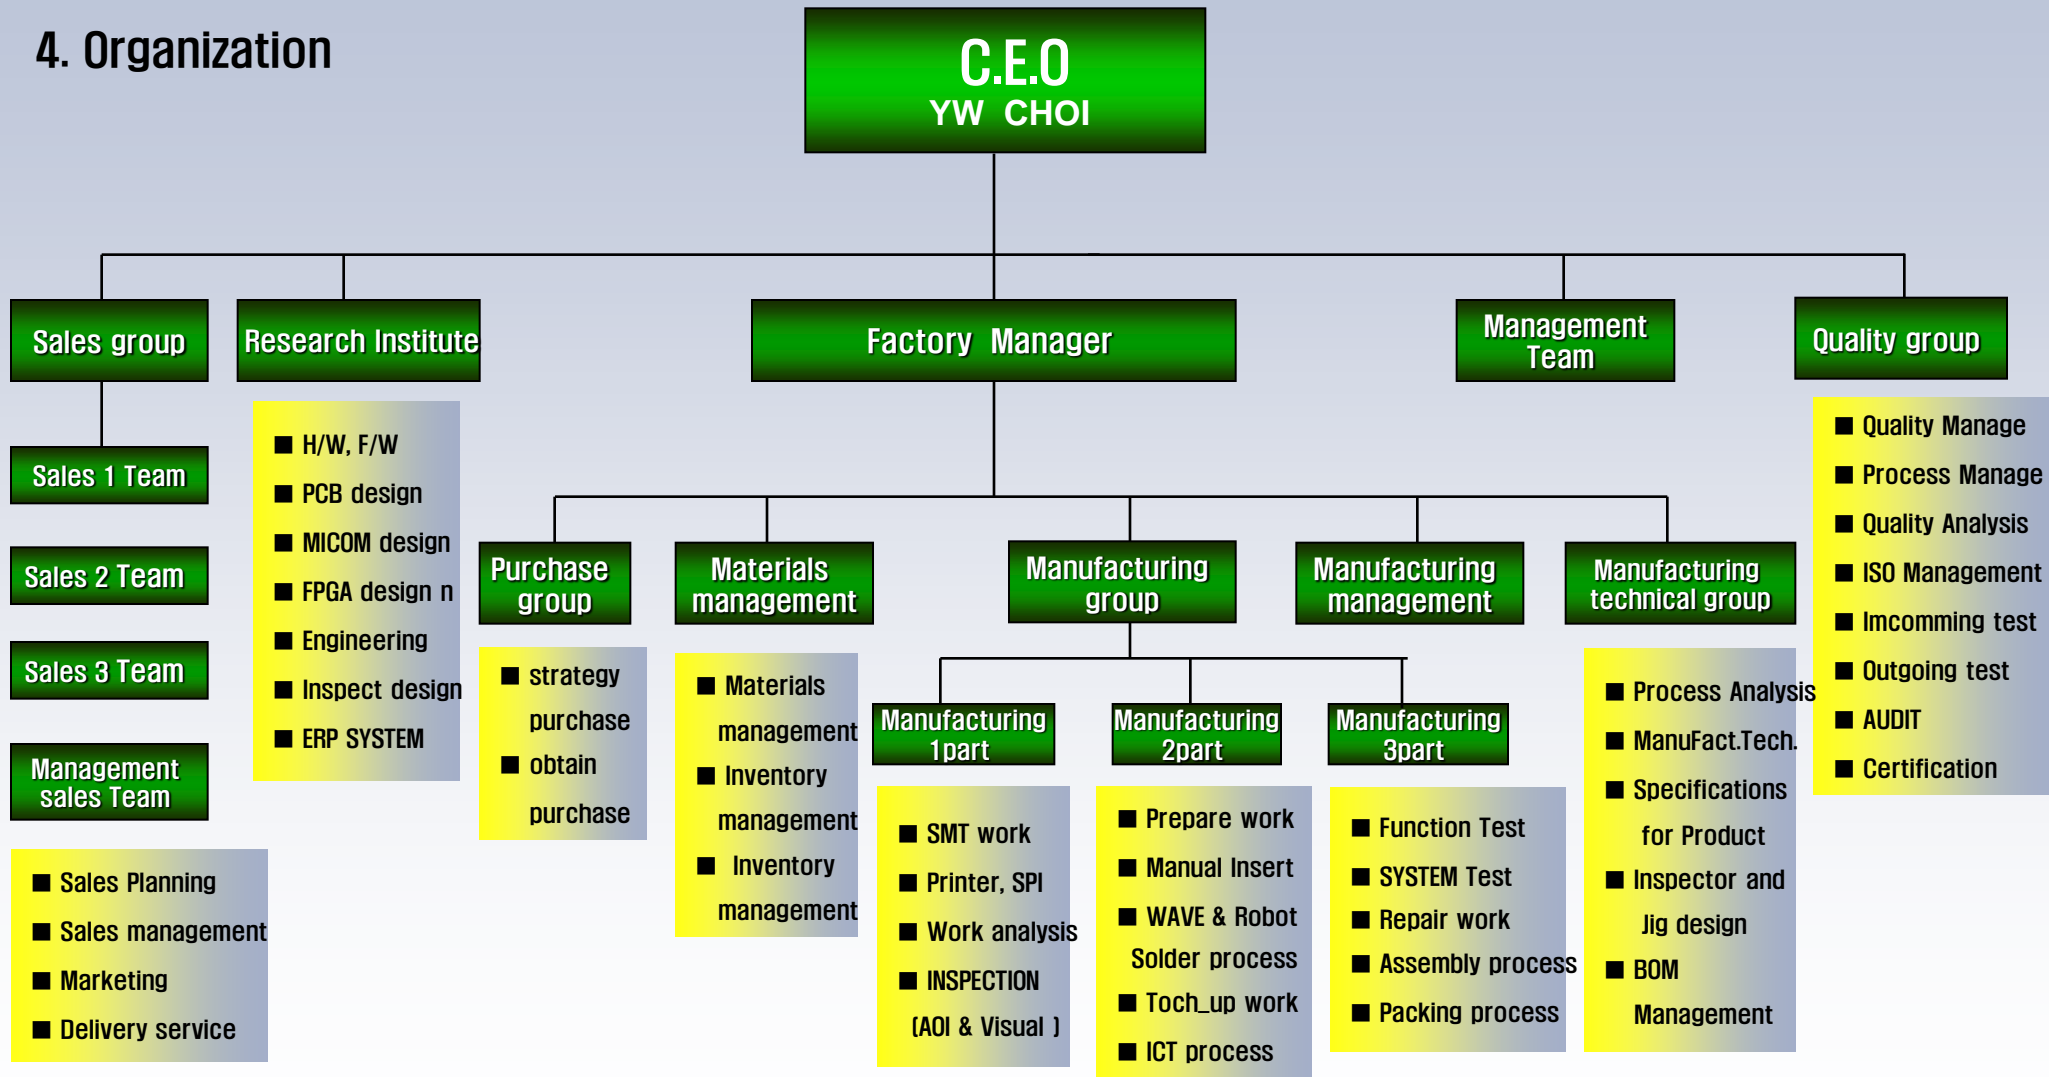 4. Organization
C.E.O
YW CHOI
Sales group
Research Institute
Factory Manager
Management
Team
Quality group
Sales 1 Team
Sales 2 Team
Sales 3 Team
Management
sales Team
■ Sales Planning
■ Sales management
■ Marketing
■ Delivery service
■ H/W, F/W
■ PCB design
■ MICOM design
■ FPGA design n
■ Engineering
■ Inspect design
■ ERP SYSTEM
Purchase
group
■ strategy
purchase
■ obtain
purchase
Materials
management
■ Materials
management
■ Inventory
management
■ Inventory
management
Manufacturing
group
Manufacturing
1part
■ SMT work
■ Printer, SPI
■ Work analysis
■ INSPECTION
(AOI & Visual )
Manufacturing
2part
■ Prepare work
■ Manual Insert
■ WAVE & Robot
Solder process
■ Toch_up work
■ ICT process
Manufacturing
3part
■ Function Test
■ SYSTEM Test
■ Repair work
■ Assembly process
■ Packing process
Manufacturing
management
Manufacturing
technical group
■ Process Analysis
■ ManuFact.Tech.
■ Specifications
for Product
■ Inspector and
Jig design
■ BOM
Management
■ Quality Manage
■ Process Manage
■ Quality Analysis
■ ISO Management
■ Imcomming test
■ Outgoing test
■ AUDIT
■ Certification